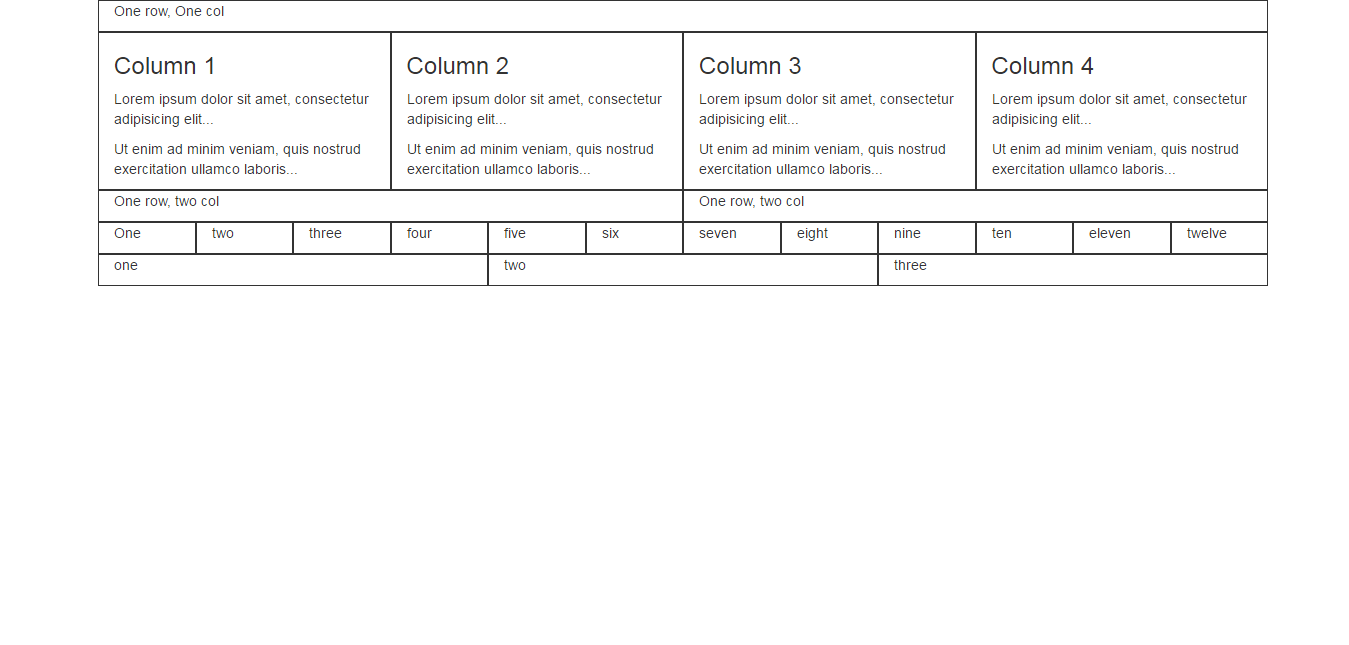 One row, One col
Column 1
Lorem ipsum dolor sit amet, consectetur
adipisicing elit...
Ut enim ad minim veniam, quis nostrud
exercitation ullamco laboris...
Column 2
Lorem ipsum dolor sit amet, consectetur
adipisicing elit...
Ut enim ad minim veniam, quis nostrud
exercitation ullamco laboris...
Column 3
Lorem ipsum dolor sit amet, consectetur
adipisicing elit...
Ut enim ad minim veniam, quis nostrud
exercitation ullamco laboris...
Column 4
Lorem ipsum dolor sit amet, consectetur
adipisicing elit...
Ut enim ad minim veniam, quis nostrud
exercitation ullamco laboris...
One row, two col
One row, two col
One
two
three
four
five
six
seven
eight
nine
ten
eleven
twelve
one
two
three